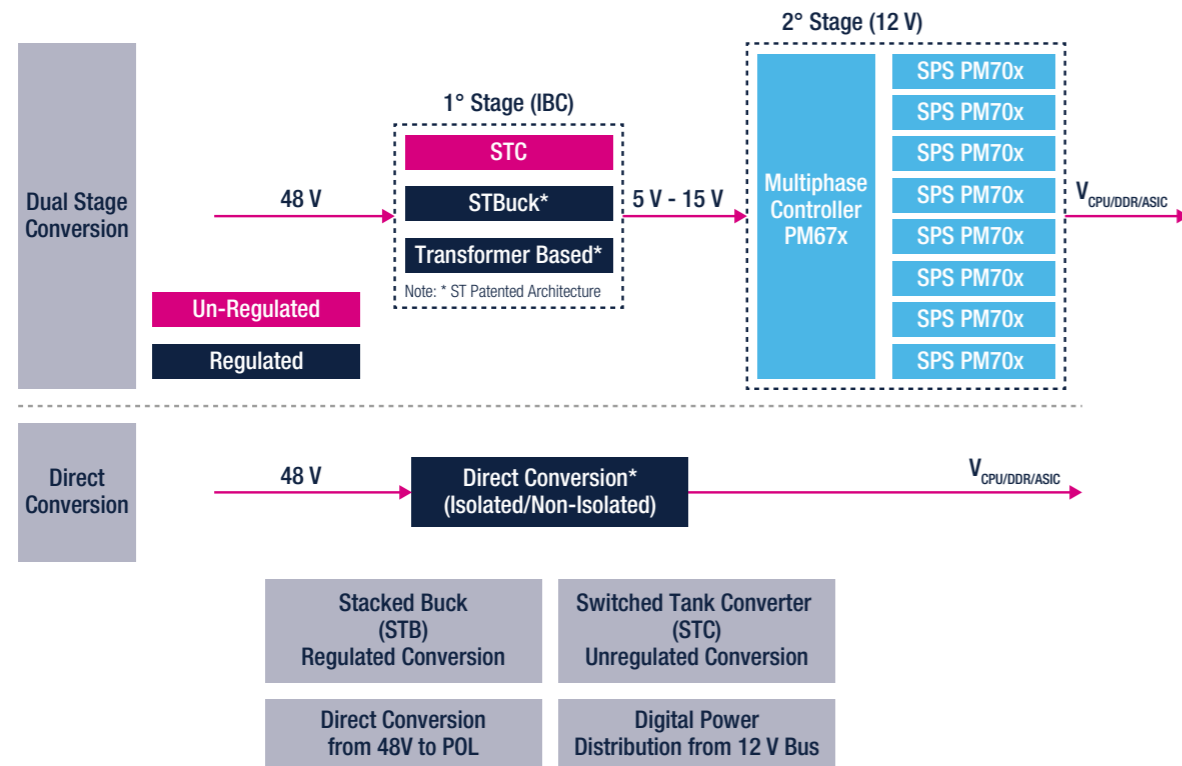 2° Stage (12 V)
1° Stage (IBC)
Dual Stage
Conversion
48 V
STC
STBuck*
Transformer Based*
Note: * ST Patented Architecture
5 V - 15 V
Multiphase
Controller
PM67x
SPS PM70x
SPS PM70x
SPS PM70x
SPS PM70x
SPS PM70x
SPS PM70x
SPS PM70x
SPS PM70x
VCPU/DDR/ASIC
Un-Regulated
Regulated
Direct
Conversion
48 V
Direct Conversion*
(Isolated/Non-Isolated)
VCPU/DDR/ASIC
Stacked Buck
(STB)
Regulated Conversion
Switched Tank Converter
(STC)
Unregulated Conversion
Direct Conversion
from 48V to POL
Digital Power
Distribution from 12 V Bus